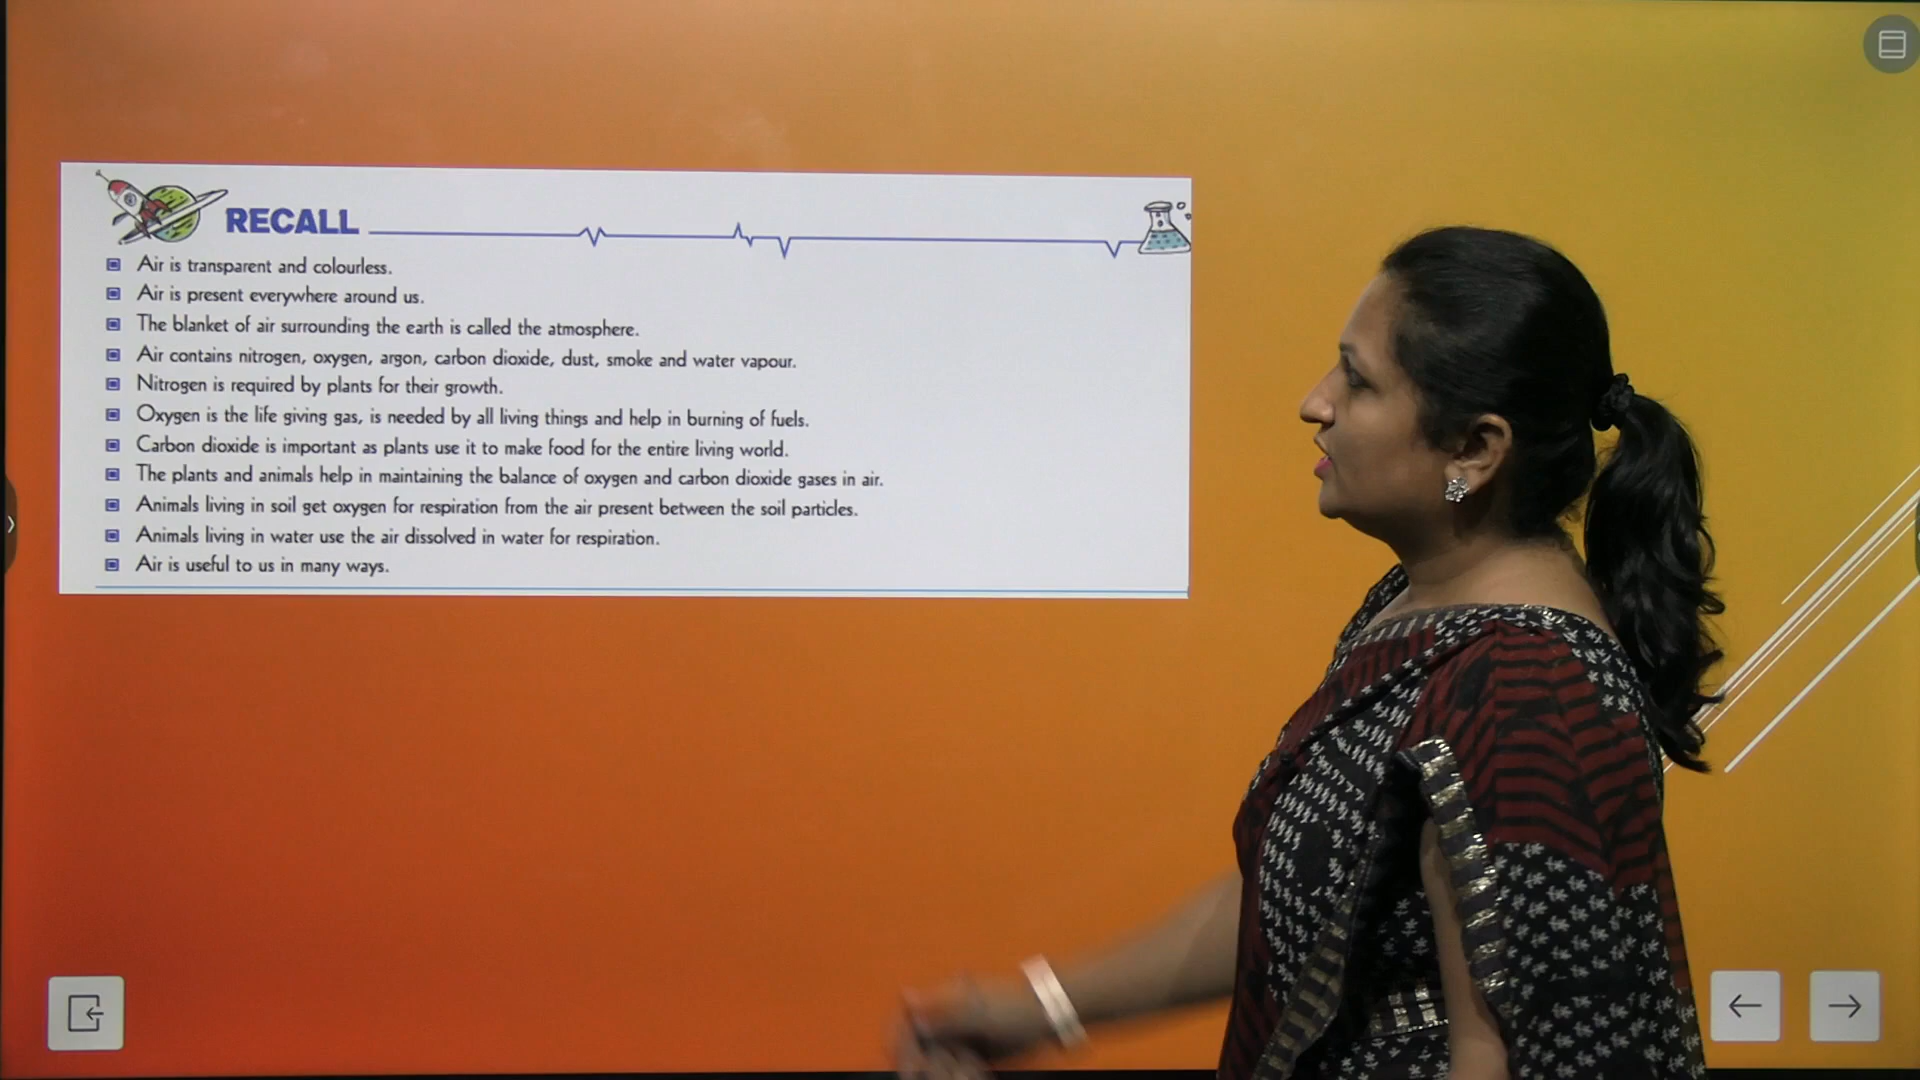 RECALL
Air is transparent and colourless.
Air is present everywhere around us.
The blanket of air surrounding the earth is called the atmosphere.
Air contains nitrogen, oxygen, argon, carbon dioxide, dust, smoke and water vapour.
Nitrogen is required by plants for their growth.
Oxygen is the life giving gas, is needed by all living things and help in burning of fuels.
Carbon dioxide is important as plants use it to make food for the entire living world.
The plants and animals help in maintaining the balance of oxygen and carbon dioxide gases in air.
Animals living in soil get oxygen for respiration from the air present between the soil particles.
Animals living in water use the air dissolved in water for respiration.
Air is useful to us in many ways.